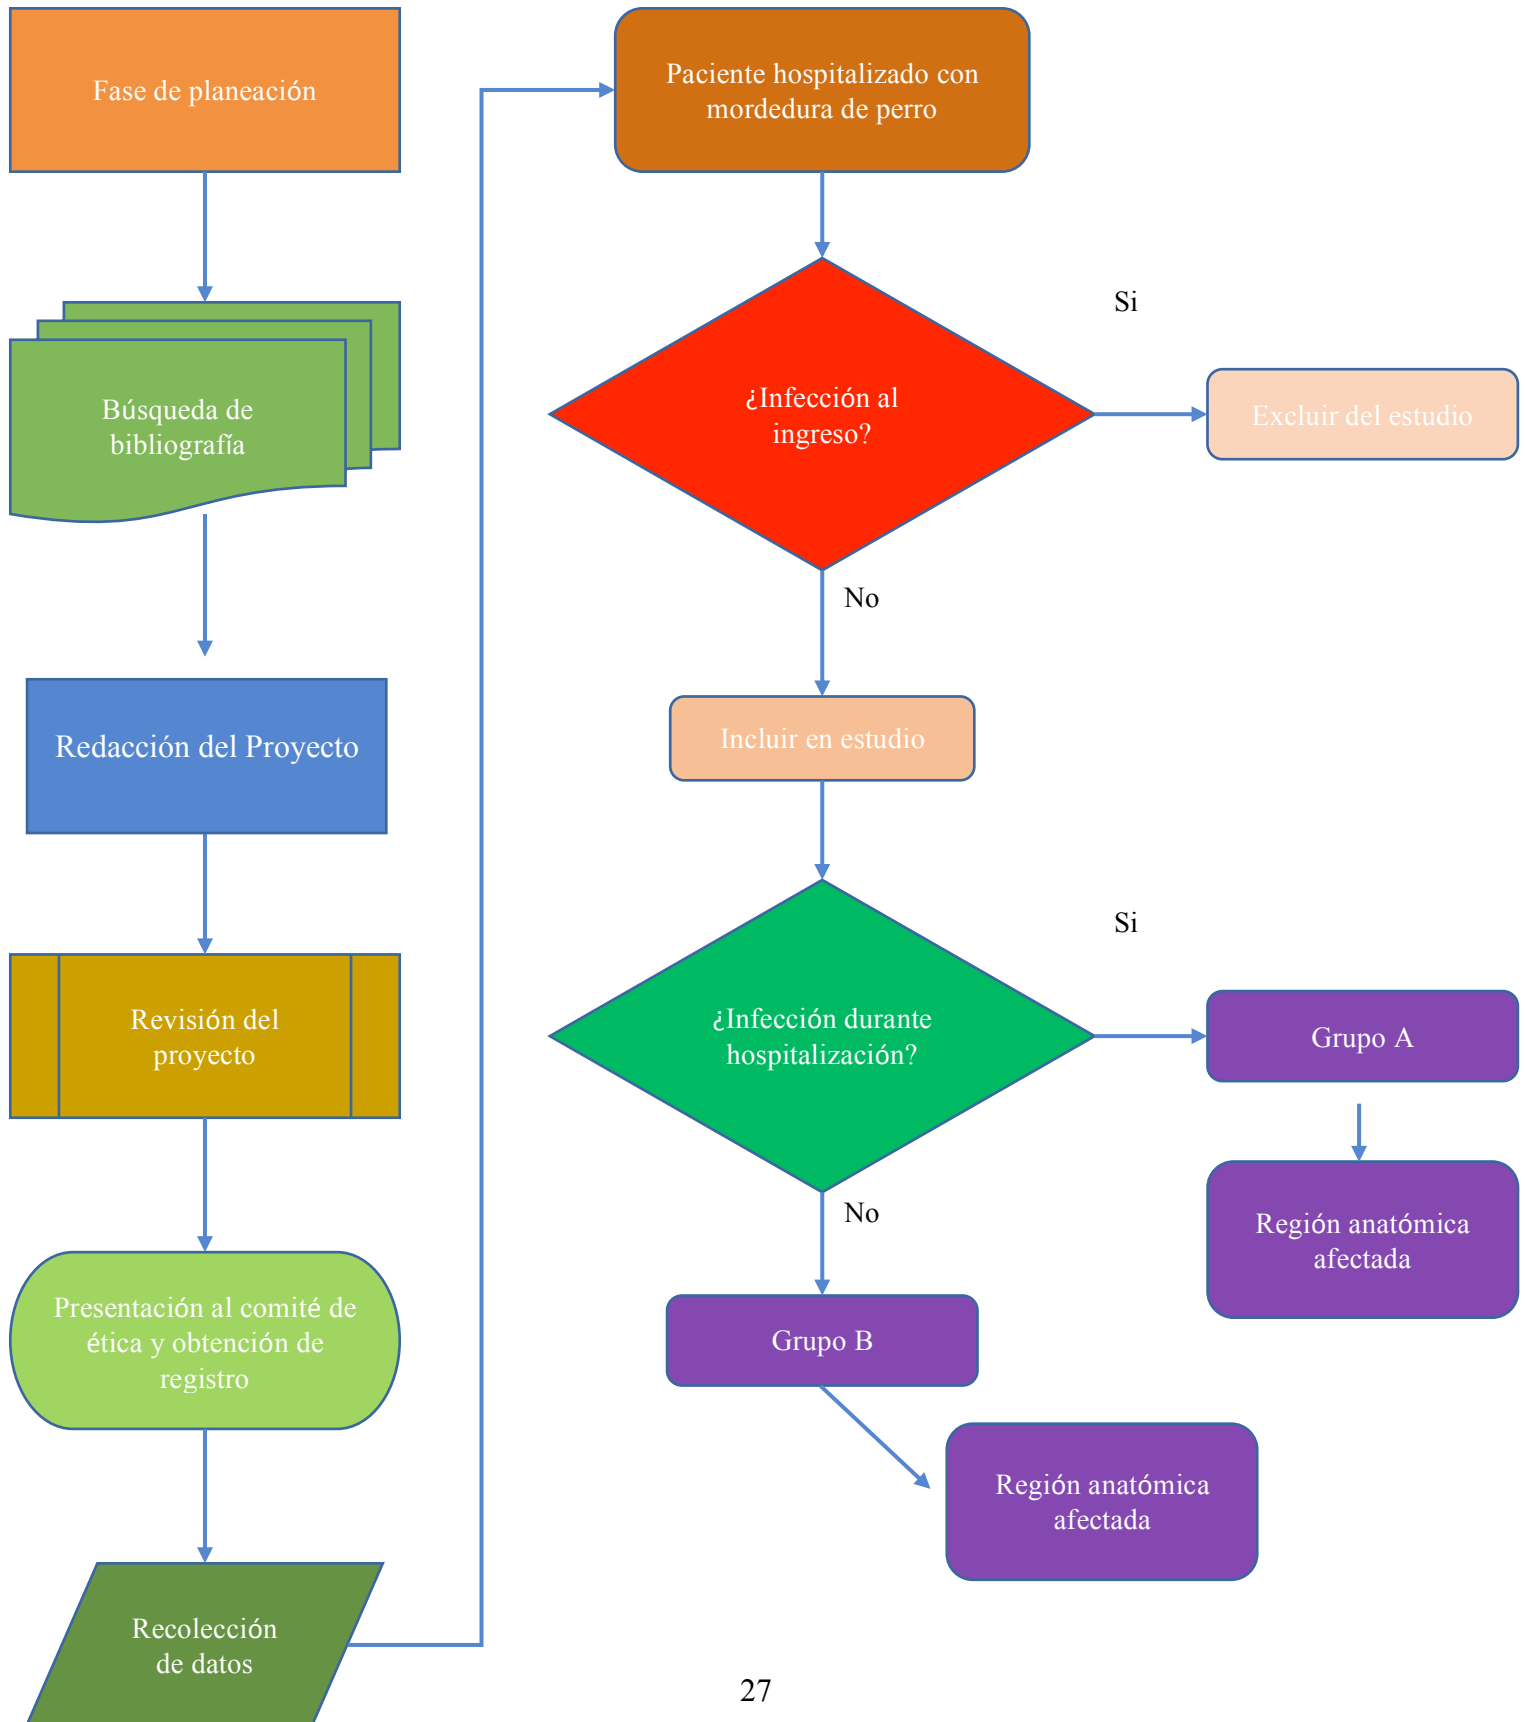 Fase de planeación
Búsqueda de
bibliografía
Redacción del Proyecto
Revisión del
proyecto
Presentación al comité de
ética y obtención de
registro
Recolección
de datos
Paciente hospitalizado con
mordedura de perro
¿Infección al
ingreso?
Si
Excluir del estudio
No
Incluir en estudio
¿Infección durante
hospitalización?
Si
Grupo A
Región anatómica
afectada
No
Grupo B
Región anatómica
afectada
27